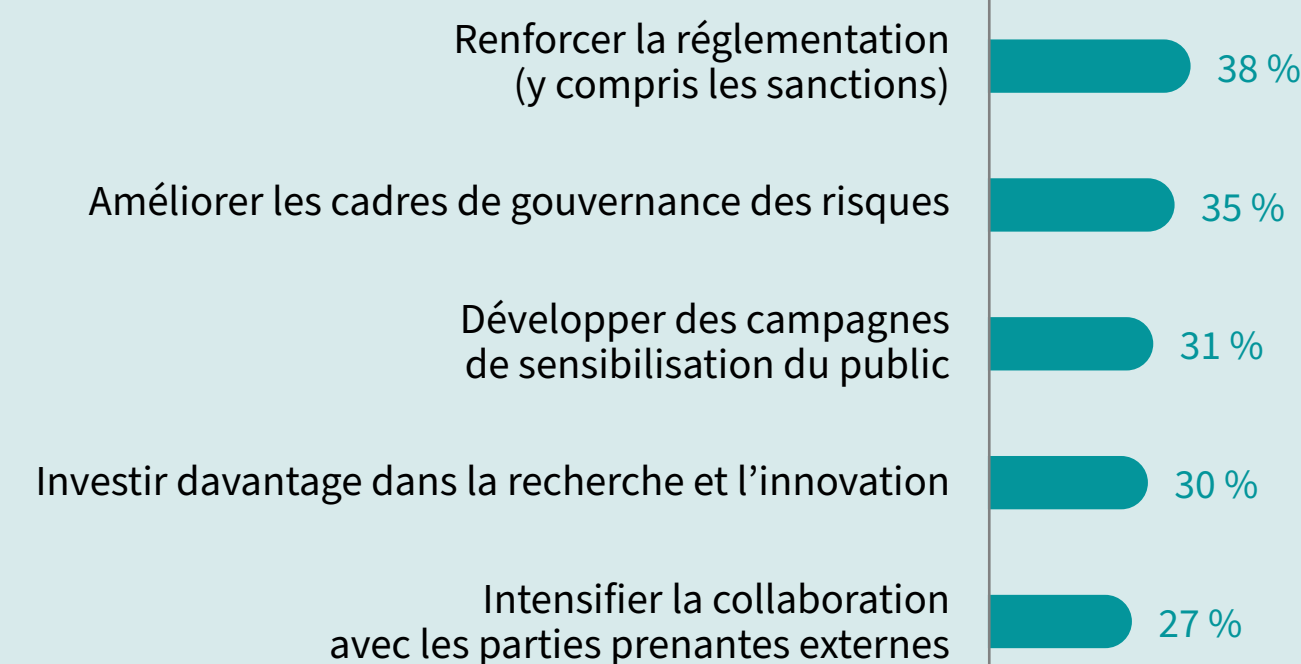 Renforcer la réglementation
(y compris les sanctions)
38 %
Améliorer les cadres de gouvernance des risques
35 %
Développer des campagnes
de sensibilisation du public
31 %
Investir davantage dans la recherche et l’innovation
30 %
Intensifier la collaboration
avec les parties prenantes externes
27 %